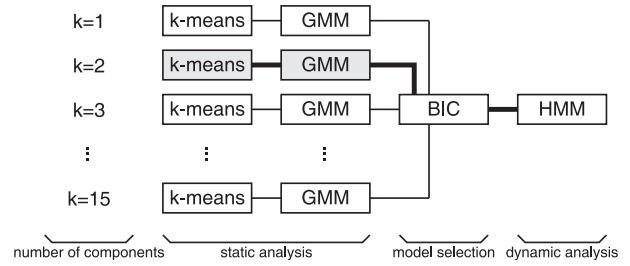 k=1 k-means GMM
k=2 k-means GMM
k=3 k-means GMM BIC HMM
⋮ ⋮ ⋮
k=15 k-means GMM
number of components static analysis model selection dynamic analysis